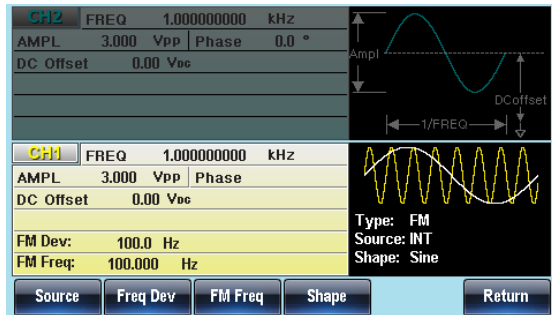 CH2 FREQ 1.000000000 kHz
AMPL 3.000 VPP Phase 0.0 °
DC Offset 0.00 VDC
Ampl
DCoffset
1/FREQ
CH1 FREQ 1.000000000 kHz
AMPL 3.000 VPP Phase
DC Offset 0.00 VDC
FM Dev: 100.0 Hz
FM Freq: 100.000 Hz
Type: FM
Source: INT
Shape: Sine
Source Freq Dev FM Freq Shape Return